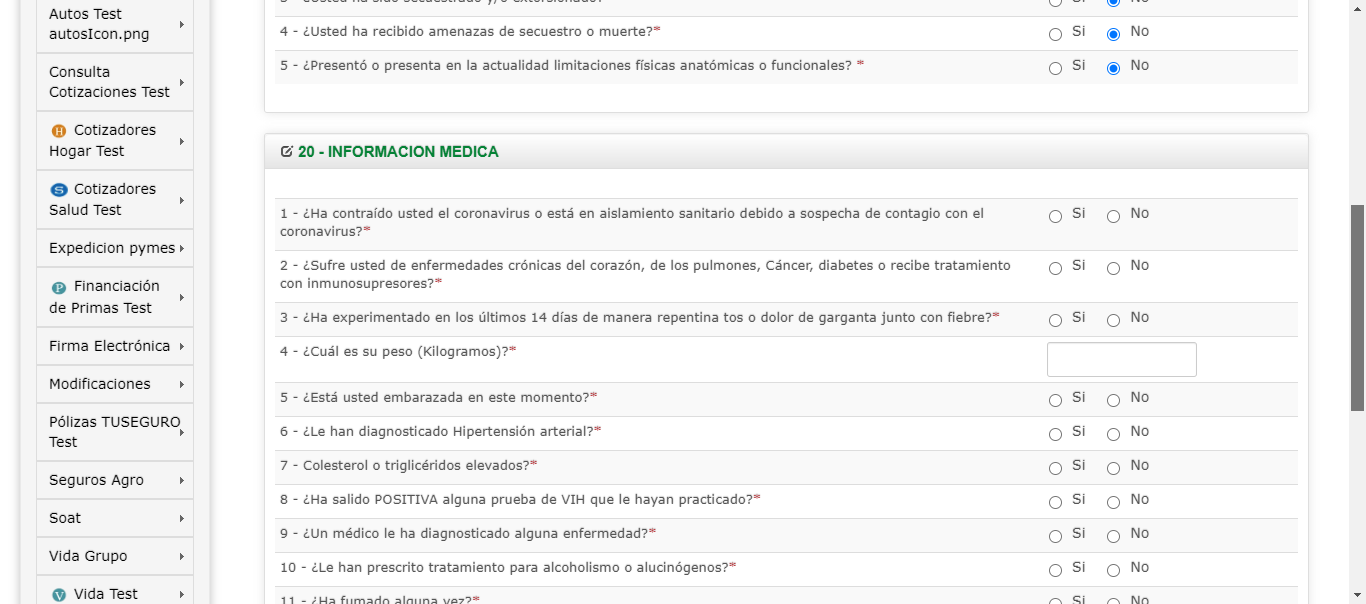 Autos Test
autosIcon.png
Consulta
Cotizaciones Test
H Cotizadores
Hogar Test
S Cotizadores
Salud Test
Expedicion pymes
P Financiación
de Primas Test
Firma Electrónica
Modificaciones
Pólizas TUSEGURO
Test
Seguros Agro
Soat
Vida Grupo
V Vida Test
3 - ¿Usted ha sido secuestrado y/o extorsionado? Si No
4 - ¿Usted ha recibido amenazas de secuestro o muerte?* Si No
5 - ¿Presentó o presenta en la actualidad limitaciones físicas anatómicas o funcionales? * Si No
20 - INFORMACION MEDICA
1 - ¿Ha contraído usted el coronavirus o está en aislamiento sanitario debido a sospecha de contagio con el Si No
coronavirus?*
2 - ¿Sufre usted de enfermedades crónicas del corazón, de los pulmones, Cáncer, diabetes o recibe tratamiento Si No
con inmunosupresores?*
3 - ¿Ha experimentado en los últimos 14 días de manera repentina tos o dolor de garganta junto con fiebre?* Si No
4 - ¿Cuál es su peso (Kilogramos)?*
5 - ¿Está usted embarazada en este momento?* Si No
6 - ¿Le han diagnosticado Hipertensión arterial?* Si No
7 - Colesterol o triglicéridos elevados?* Si No
8 - ¿Ha salido POSITIVA alguna prueba de VIH que le hayan practicado?* Si No
9 - ¿Un médico le ha diagnosticado alguna enfermedad?* Si No
10 - ¿Le han prescrito tratamiento para alcoholismo o alucinógenos?* Si No
11 - ¿Ha fumado alguna vez?* Si No